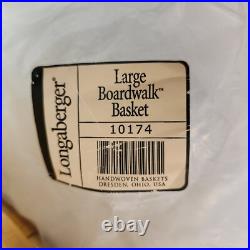 Longaberger®
Large
Boardwalk™
Basket
10174
HANDWOVEN BASKETS
DRESDEN, OHIO, USA